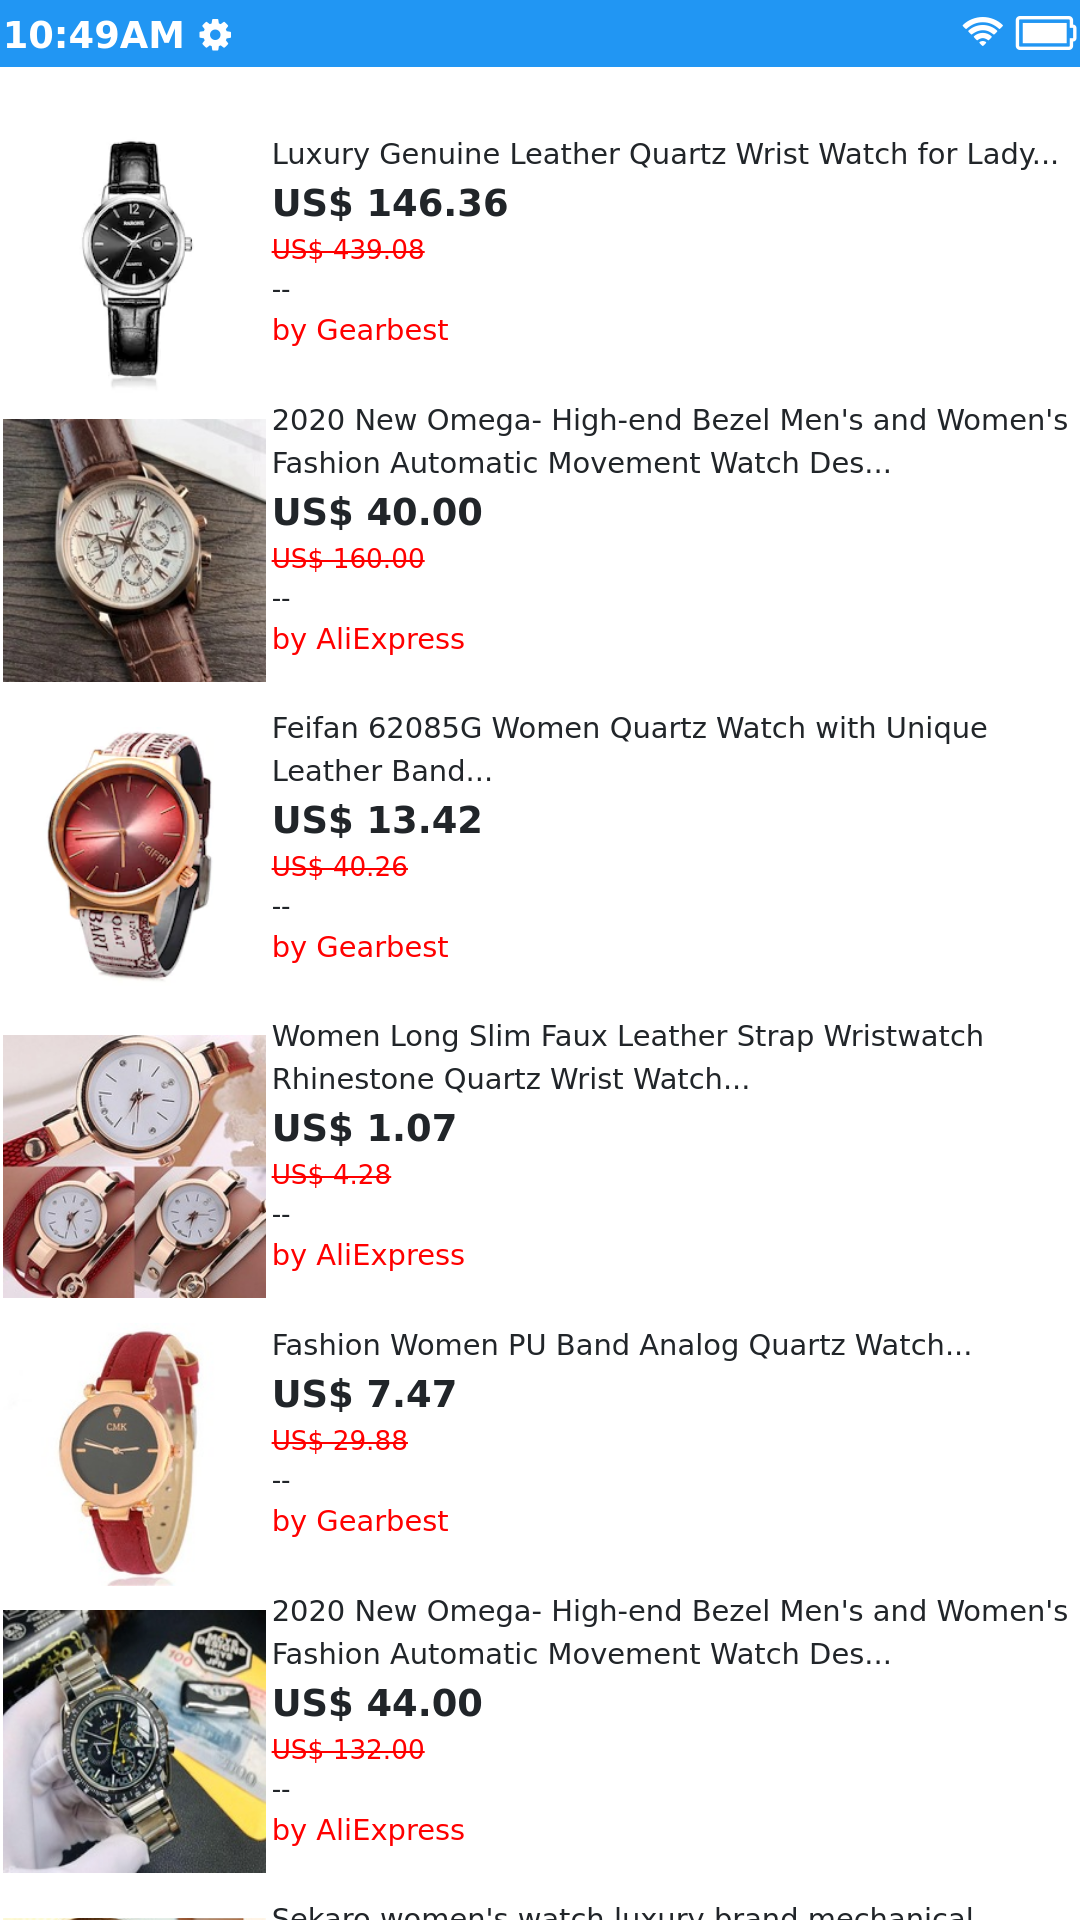 10:49AM
Luxury Genuine Leather Quartz Wrist Watch for Lady...
US$ 146.36
US$ 439.08
--
by Gearbest
2020 New Omega- High-end Bezel Men's and Women's
Fashion Automatic Movement Watch Des...
US$ 40.00
US$ 160.00
--
by AliExpress
Feifan 62085G Women Quartz Watch with Unique
Leather Band...
US$ 13.42
US$ 40.26
--
by Gearbest
FEIFAN
BART
OLAT
Women Long Slim Faux Leather Strap Wristwatch
Rhinestone Quartz Wrist Watch...
US$ 1.07
US$ 4.28
--
by AliExpress
Fashion Women PU Band Analog Quartz Watch...
US$ 7.47
US$ 29.88
--
by Gearbest
CMK
2020 New Omega- High-end Bezel Men's and Women's
Fashion Automatic Movement Watch Des...
US$ 44.00
US$ 132.00
--
by AliExpress
100
Sekaro women's watch luxury brand mechanical